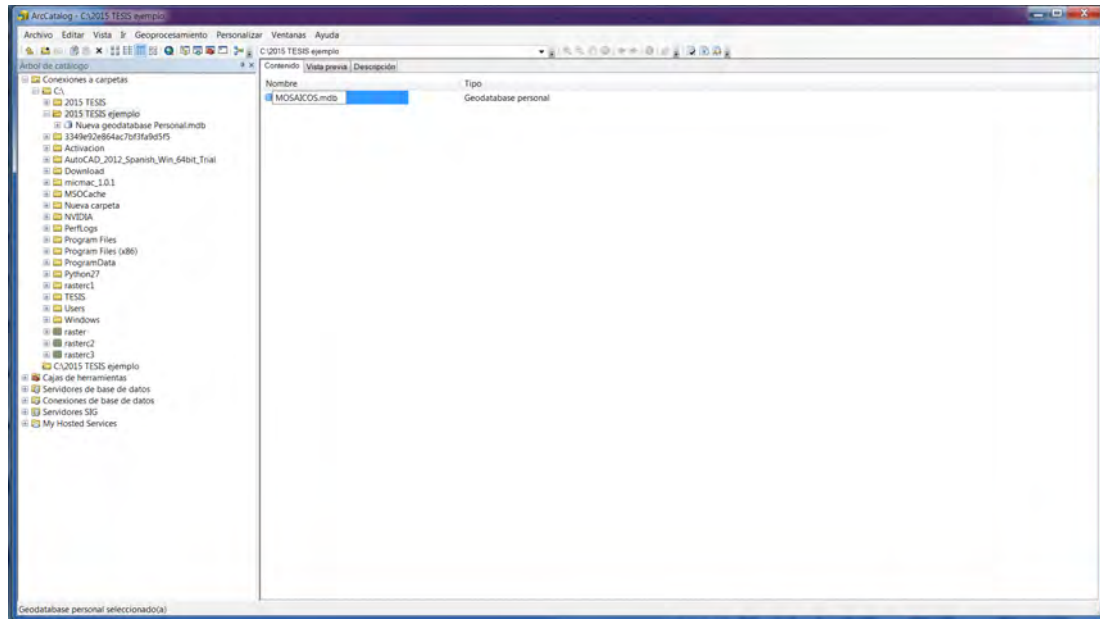 ArcCatalog - C:\2015 TESIS ejemplo
Archivo Editar Vista Ir Geoprocesamiento Personalizar Ventanas Ayuda
C:\2015 TESIS ejemplo
Árbol de catálogo
Contenido Vista previa Descripción
Nombre Tipo
MOSAICOS.mdb Geodatabase personal
Conexiones a carpetas
C:\
2015 TESIS
2015 TESIS ejemplo
Nueva geodatabase Personal.mdb
3349e92e864ac7bf3fa9d5f5
Activacion
AutoCAD_2012_Spanish_Win_64bit_Trial
Download
micmac_1.0.1
MSOCache
Nueva carpeta
NVIDIA
PerfLogs
Program Files
Program Files (x86)
ProgramData
Python27
rasterc1
TESIS
Users
Windows
raster
rasterc2
rasterc3
C:\2015 TESIS ejemplo
Cajas de herramientas
Servidores de base de datos
Conexiones de base de datos
Servidores SIG
My Hosted Services
Geodatabase personal seleccionado(a)